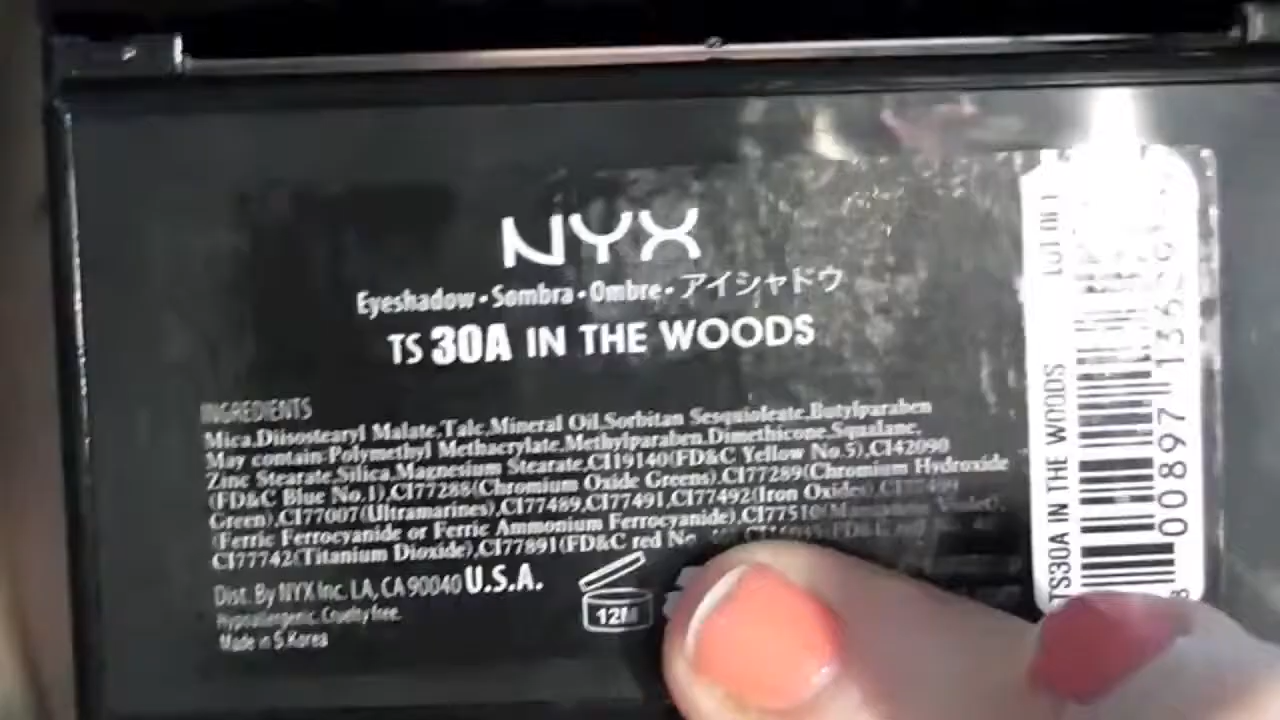 NYX
Eyeshadow • Sombra • Ombre • アイシャドウ
TS 30A IN THE WOODS
INGREDIENTS
Mica,Diisostearyl Malate,Talc,Mineral Oil,Sorbitan Sesquioleate,Butylparaben
May contain:Polymethyl Methacrylate,Methylparaben,Dimethicone,Squalane,
Zinc Stearate,Silica,Magnesium Stearate,CI19140(FD&C Yellow No.5),CI42090
(FD&C Blue No.1),CI77288(Chromium Oxide Greens),CI77289(Chromium Hydroxide
Green),CI77007(Ultramarines),CI77489,CI77491,CI77492(Iron Oxides),
(Ferric Ferrocyanide or Ferric Ammonium Ferrocyanide),CI77510
CI77742(Titanium Dioxide),CI77891(FD&C red No
Dist. By NYX Inc. LA, CA 90040 U.S.A.
Hypoallergenic. Cruelty free.
Made in S.Korea
12M
TS30A IN THE WOODS
00897